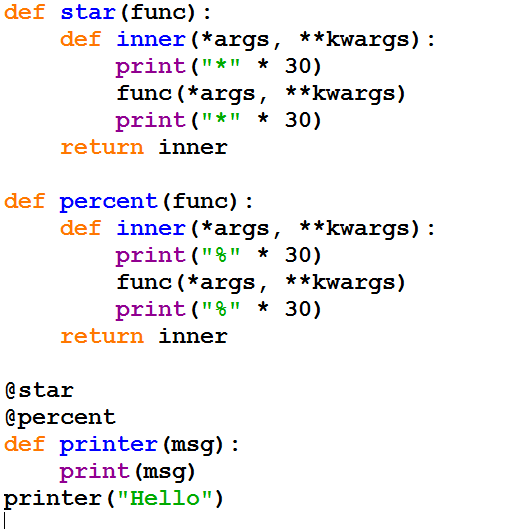 def star(func):
    def inner(*args, **kwargs):
        print("*" * 30)
        func(*args, **kwargs)
        print("*" * 30)
    return inner

def percent(func):
    def inner(*args, **kwargs):
        print("%" * 30)
        func(*args, **kwargs)
        print("%" * 30)
    return inner

@star
@percent
def printer(msg):
    print(msg)
printer("Hello")